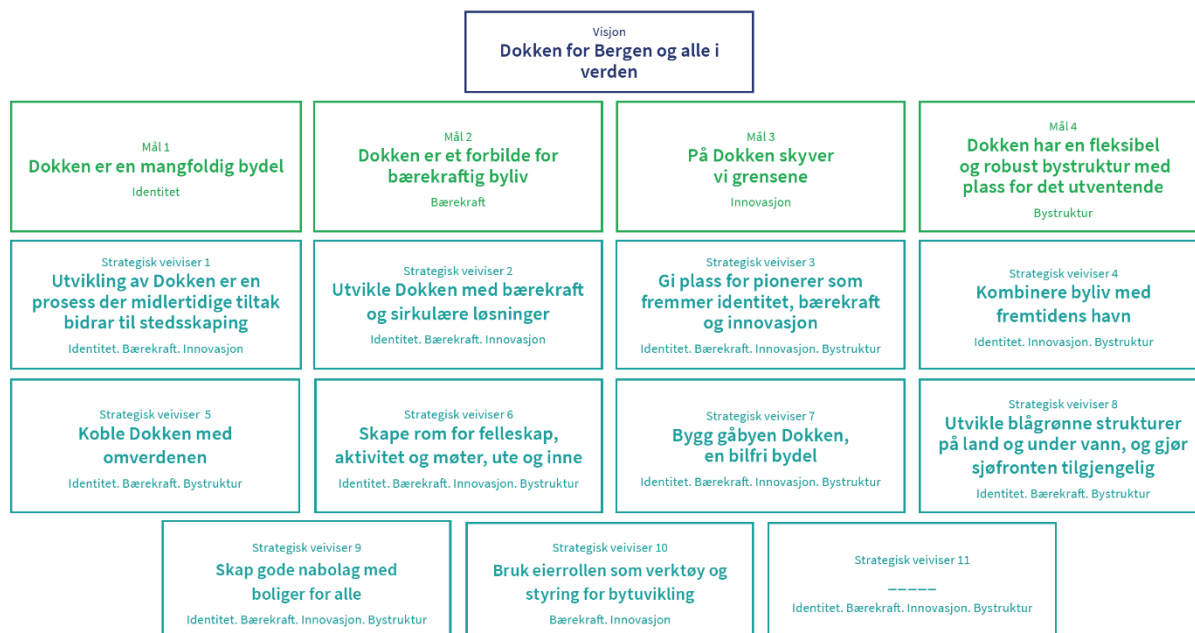 Visjon
Dokken for Bergen og alle i
verden
Mål 1
Dokken er en mangfoldig bydel
Identitet
Mål 2
Dokken er et forbilde for
bærekraftig byliv
Bærekraft
Mål 3
På Dokken skyver
vi grensene
Innovasjon
Mål 4
Dokken har en fleksibel
og robust bystruktur med
plass for det utventende
Bystruktur
Strategisk veiviser 1
Utvikling av Dokken er en
prosess der midlertidige tiltak
bidrar til stedsskaping
Identitet. Bærekraft. Innovasjon
Strategisk veiviser 2
Utvikle Dokken med bærekraft
og sirkulære løsninger
Identitet. Bærekraft. Innovasjon
Strategisk veiviser 3
Gi plass for pionerer som
fremmer identitet, bærekraft
og innovasjon
Identitet. Bærekraft. Innovasjon. Bystruktur
Strategisk veiviser 4
Kombinere byliv med
fremtidens havn
Identitet. Innovasjon. Bystruktur
Strategisk veiviser 5
Koble Dokken med
omverdenen
Identitet. Bærekraft. Bystruktur
Strategisk veiviser 6
Skape rom for felleskap,
aktivitet og møter, ute og inne
Identitet. Bærekraft. Innovasjon. Bystruktur
Strategisk veiviser 7
Bygg gåbyen Dokken,
en bilfri bydel
Identitet. Bærekraft. Innovasjon. Bystruktur
Strategisk veiviser 8
Utvikle blågrønne strukturer
på land og under vann, og gjør
sjøfronten tilgjengelig
Identitet. Bærekraft. Bystruktur
Strategisk veiviser 9
Skap gode nabolag med
boliger for alle
Identitet. Bærekraft. Innovasjon. Bystruktur
Strategisk veiviser 10
Bruk eierrollen som verktøy og
styring for bytuvikling
Bærekraft. Innovasjon
Strategisk veiviser 11
_____
Identitet. Bærekraft. Innovasjon. Bystruktur